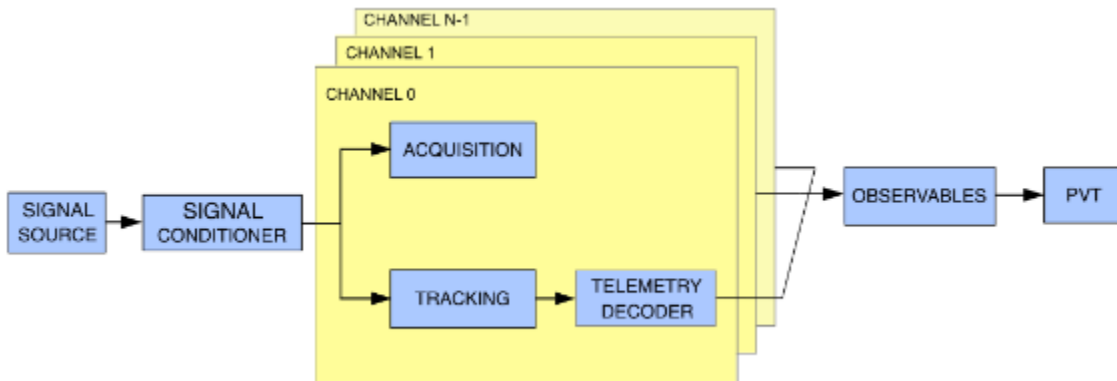 CHANNEL N-1
CHANNEL 1
CHANNEL 0
ACQUISITION
SIGNAL
SOURCE
SIGNAL
CONDITIONER
TRACKING
TELEMETRY
DECODER
OBSERVABLES
PVT